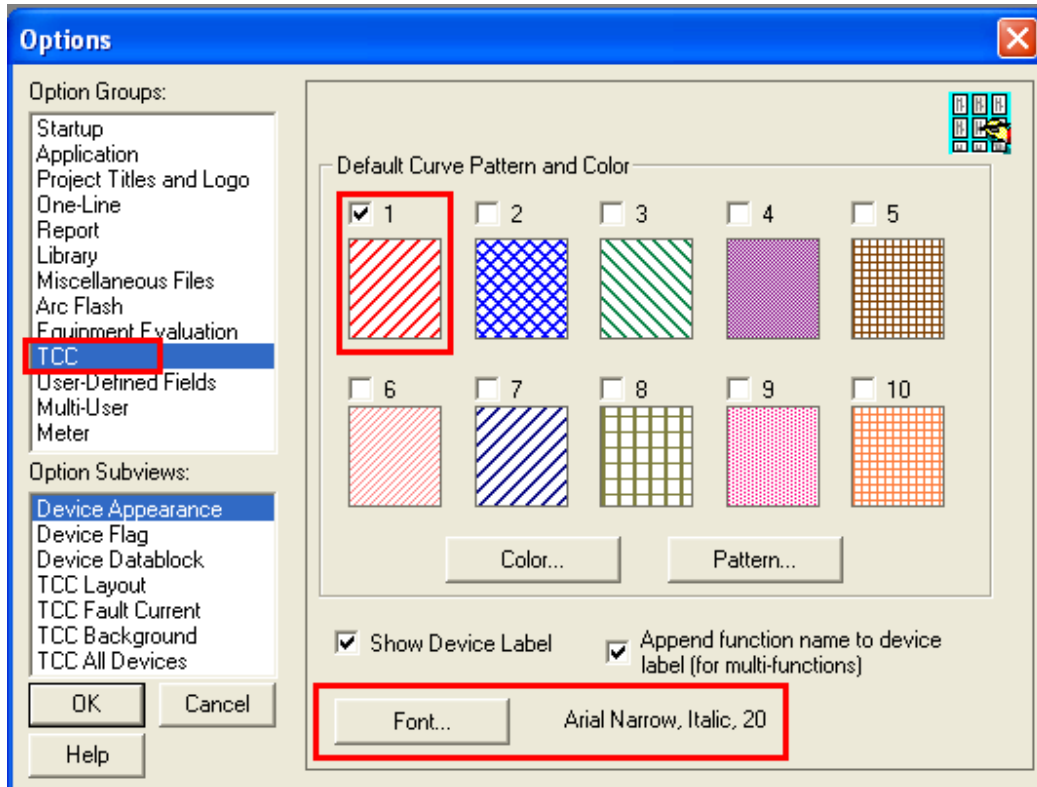 Options
Option Groups:
Startup
Application
Project Titles and Logo
One-Line
Report
Library
Miscellaneous Files
Arc Flash
Equipment Evaluation
TCC
User-Defined Fields
Multi-User
Meter
Option Subviews:
Device Appearance
Device Flag
Device Datablock
TCC Layout
TCC Fault Current
TCC Background
TCC All Devices
OK Cancel
Help
Default Curve Pattern and Color
1 2 3 4 5
6 7 8 9 10
Color... Pattern...
Show Device Label
Append function name to device
label (for multi-functions)
Font... Arial Narrow, Italic, 20